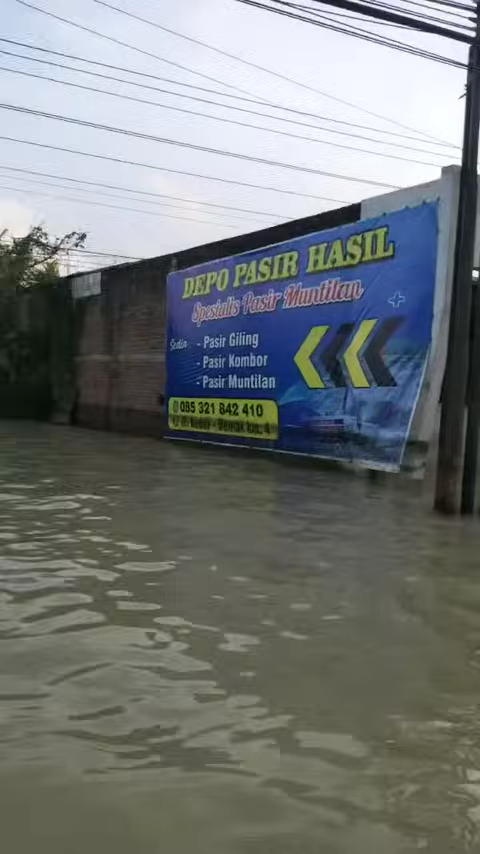 DEPO PASIR HASIL
Spesialis Pasir Muntilan
Sedia
- Pasir Giling
- Pasir Kombor
- Pasir Muntilan
085 321 842 410